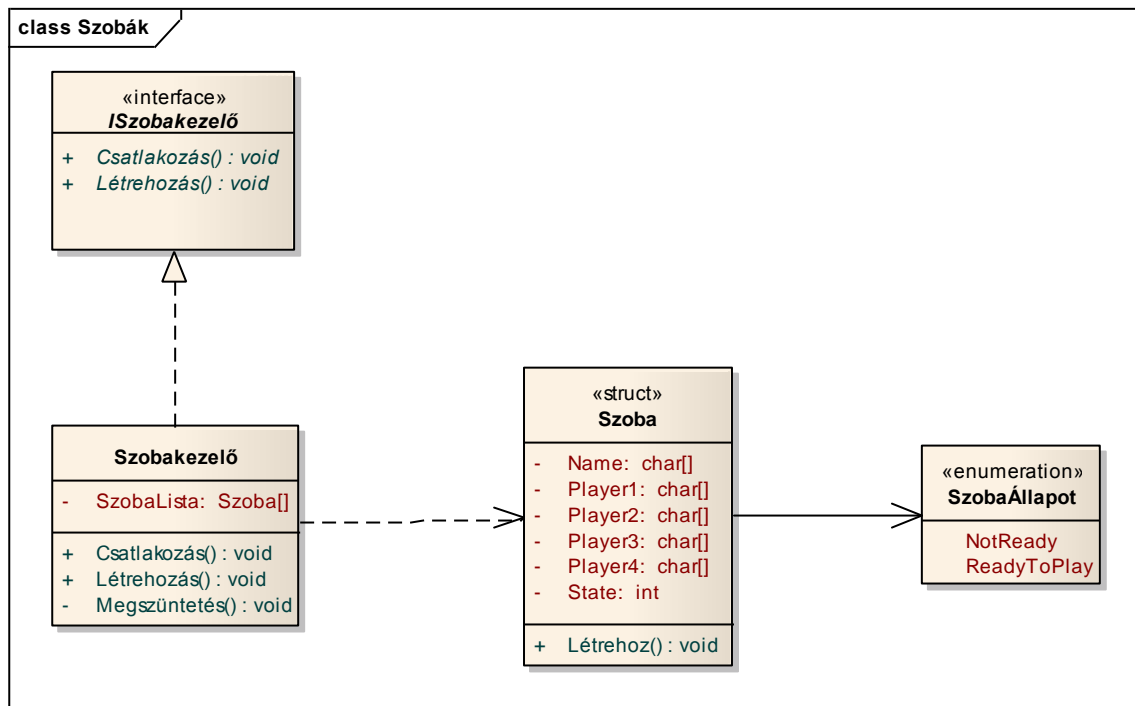 class Szobák
«interface»
ISzobakezelő
+ Csatlakozás() : void
+ Létrehozás() : void
Szobakezelő
- SzobaLista: Szoba[]
+ Csatlakozás() : void
+ Létrehozás() : void
- Megszüntetés() : void
«struct»
Szoba
- Name: char[]
- Player1: char[]
- Player2: char[]
- Player3: char[]
- Player4: char[]
- State: int
+ Létrehoz() : void
«enumeration»
SzobaÁllapot
NotReady
ReadyToPlay